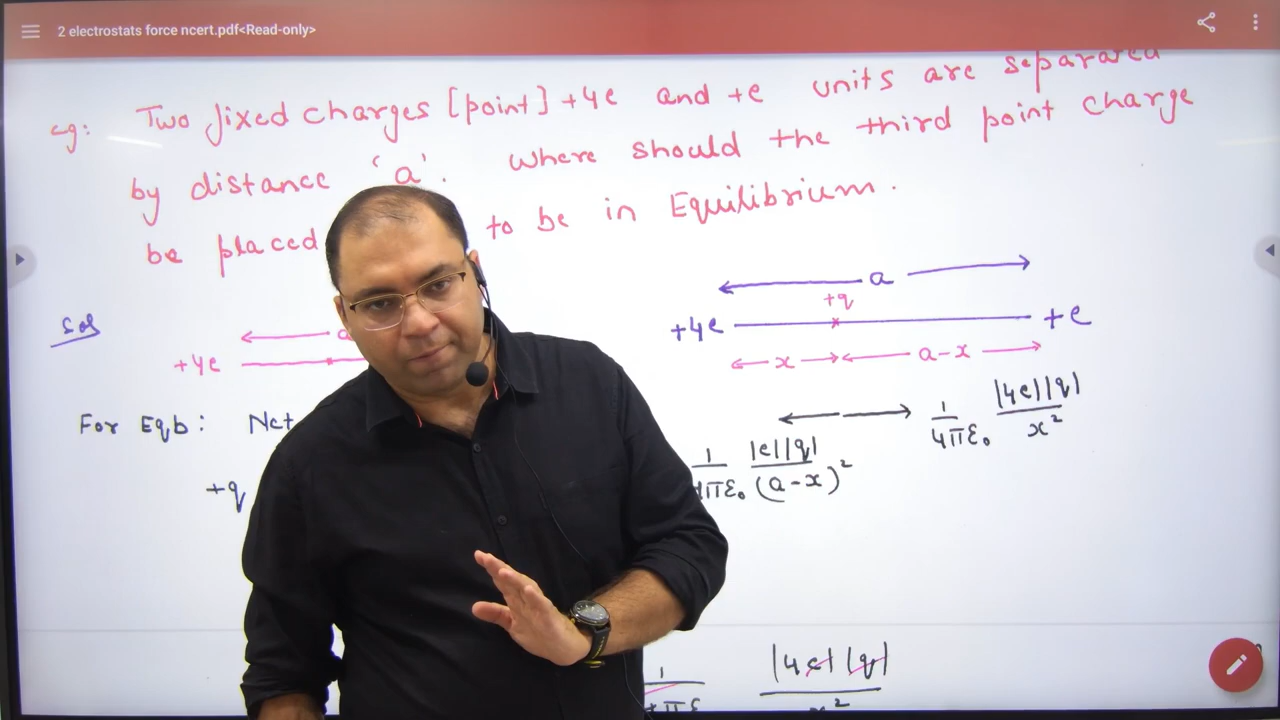 2 electrostats force ncert.pdf<Read-only>
eg: Two fixed charges [point] +4e and +e units are separated
by distance 'a'. Where should the third point charge
be placed to be in Equilibrium.
Sol
a
+q
+4e +e
x a-x
a
+4e
For Eqb: Net
+q
1/4πε₀ |e||q|/(a-x)²
1/4πε₀ |4e||q|/x²
1 |4e||q|
x²